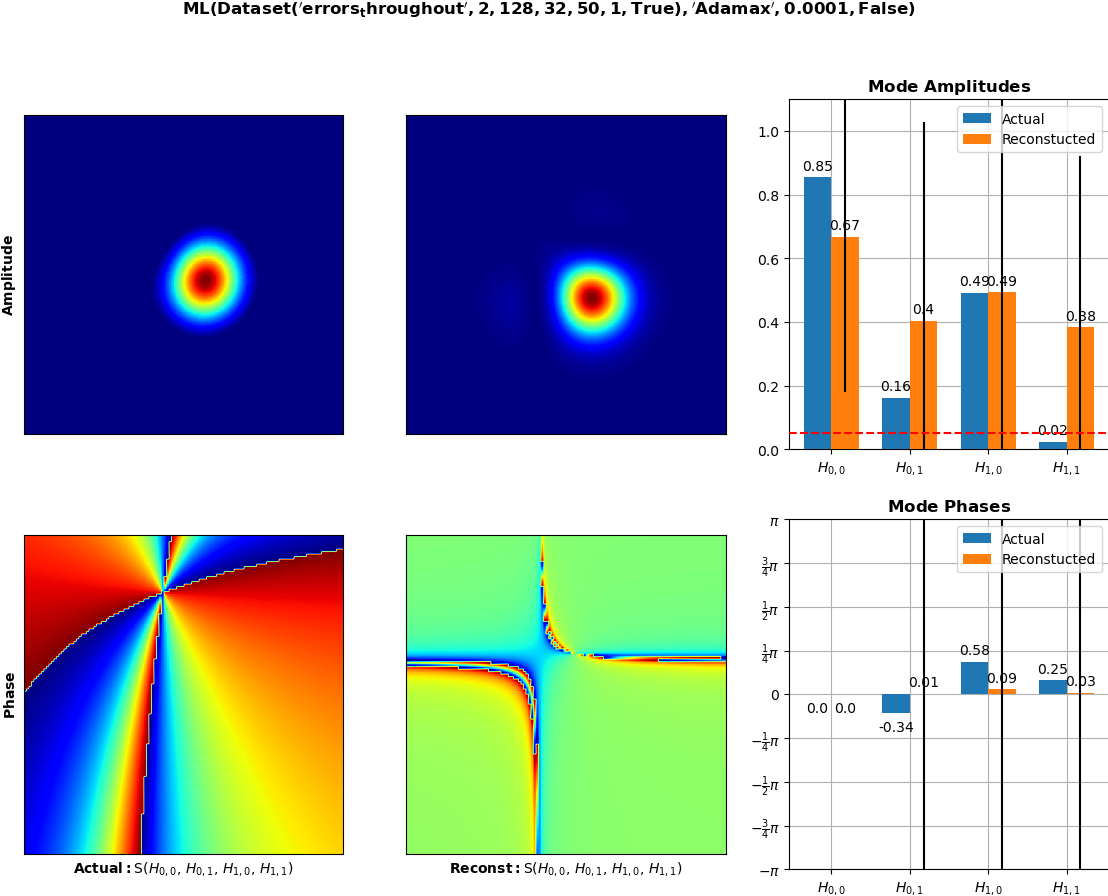 ML(Dataset('errors_throughout', 2, 128, 32, 50, 1, True), 'Adamax', 0.0001, False)
Amplitude
Mode Amplitudes
Actual
Reconstucted
1.0
0.8
0.6
0.4
0.2
0.0
0.85
0.67
0.16
0.4
0.49
0.49
0.02
0.38
H0,0
H0,1
H1,0
H1,1
Phase
Actual: S(H0,0, H0,1, H1,0, H1,1)
Reconst: S(H0,0, H0,1, H1,0, H1,1)
Mode Phases
Actual
Reconstucted
π
3/4π
1/2π
1/4π
0
−1/4π
−1/2π
−3/4π
−π
0.0
0.0
-0.34
0.01
0.58
0.09
0.25
0.03
H0,0
H0,1
H1,0
H1,1